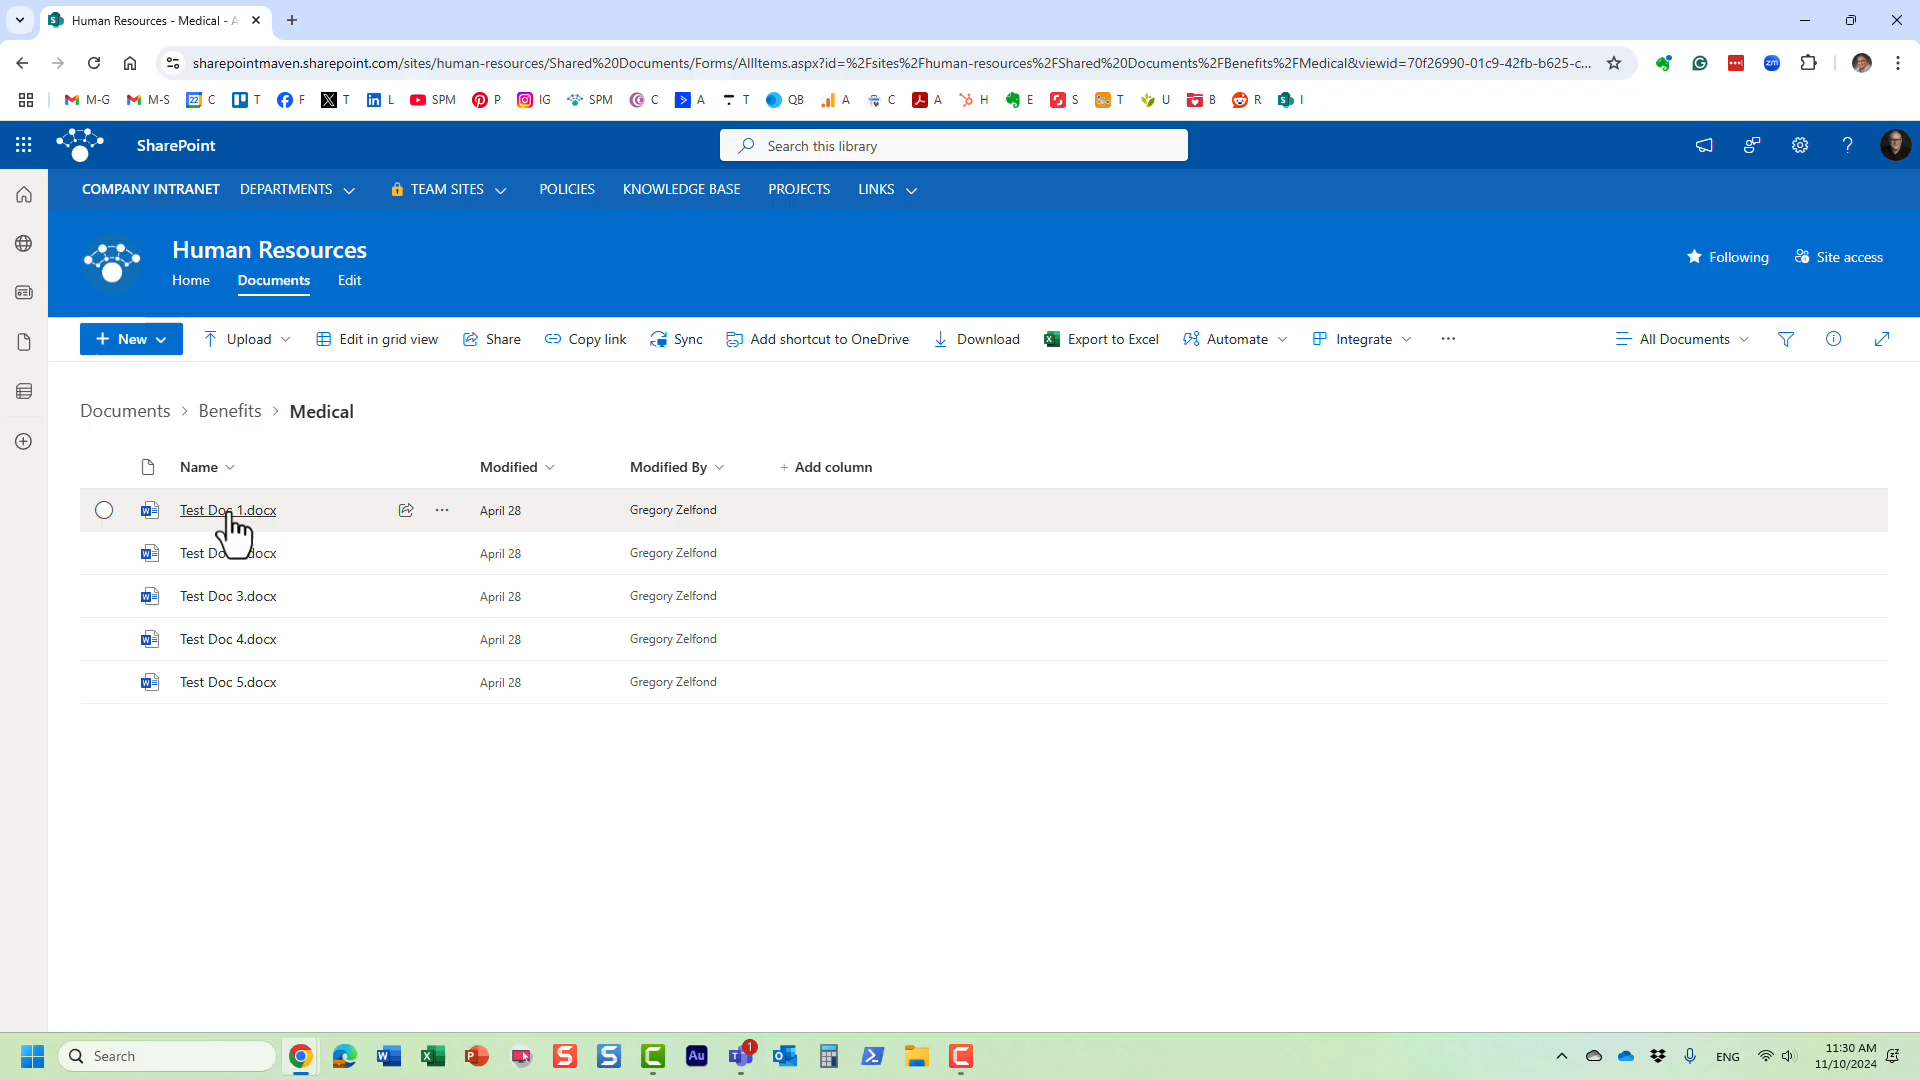 Human Resources - Medical - A
sharepointmaven.sharepoint.com/sites/human-resources/Shared%20Documents/Forms/AllItems.aspx?id=%2Fsites%2Fhuman-resources%2FShared%20Documents%2FBenefits%2FMedical&viewid=70f26990-01c9-42fb-b625-c...
M-G M-S C T F T L SPM P IG SPM C A T QB A C A H E S T U B R I
SharePoint
Search this library
COMPANY INTRANET DEPARTMENTS TEAM SITES POLICIES KNOWLEDGE BASE PROJECTS LINKS
Human Resources
Home Documents Edit
Following Site access
New Upload Edit in grid view Share Copy link Sync Add shortcut to OneDrive Download Export to Excel Automate Integrate ... All Documents
Documents > Benefits > Medical
Name Modified Modified By + Add column
Test Doc 1.docx ... April 28 Gregory Zelfond
Test Do docx April 28 Gregory Zelfond
Test Doc 3.docx April 28 Gregory Zelfond
Test Doc 4.docx April 28 Gregory Zelfond
Test Doc 5.docx April 28 Gregory Zelfond
Search
ENG
11:30 AM
11/10/2024